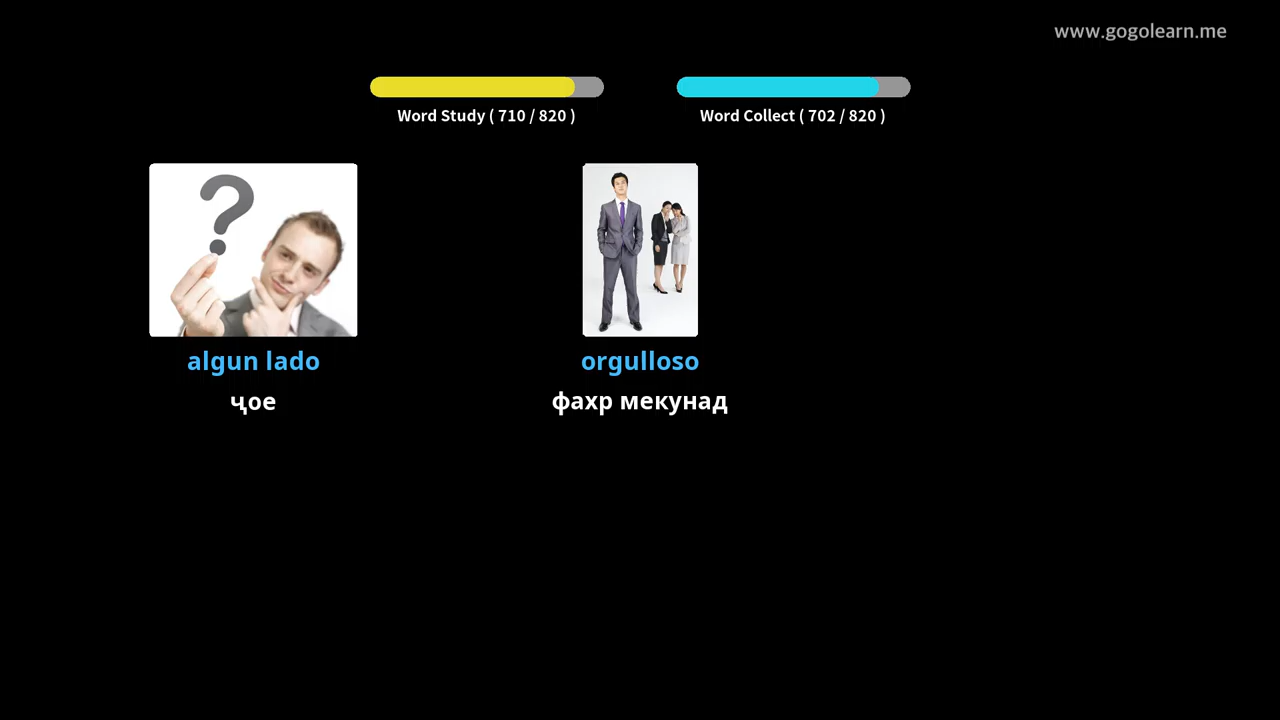 www.gogolearn.me
Word Study ( 710 / 820 )
Word Collect ( 702 / 820 )
algun lado
ҷое
orgulloso
фахр мекунад